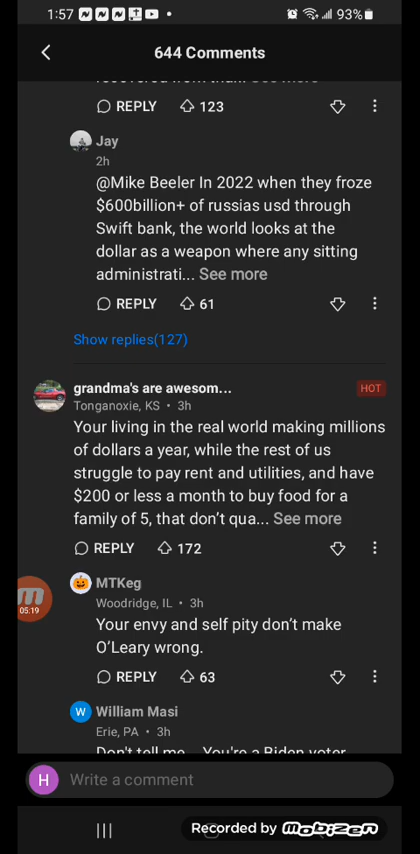 1:57
93%
644 Comments
See more
REPLY 123
Jay
2h
@Mike Beeler In 2022 when they froze
$600billion+ of russias usd through
Swift bank, the world looks at the
dollar as a weapon where any sitting
administrati... See more
REPLY 61
Show replies(127)
grandma's are awesom...
HOT
Tonganoxie, KS • 3h
Your living in the real world making millions
of dollars a year, while the rest of us
struggle to pay rent and utilities, and have
$200 or less a month to buy food for a
family of 5, that don't qua... See more
REPLY 172
05:19
MTKeg
Woodridge, IL • 3h
Your envy and self pity don't make
O'Leary wrong.
REPLY 63
W William Masi
Erie, PA • 3h
Don't tell me... You're a Biden voter
H Write a comment
Recorded by mobizen